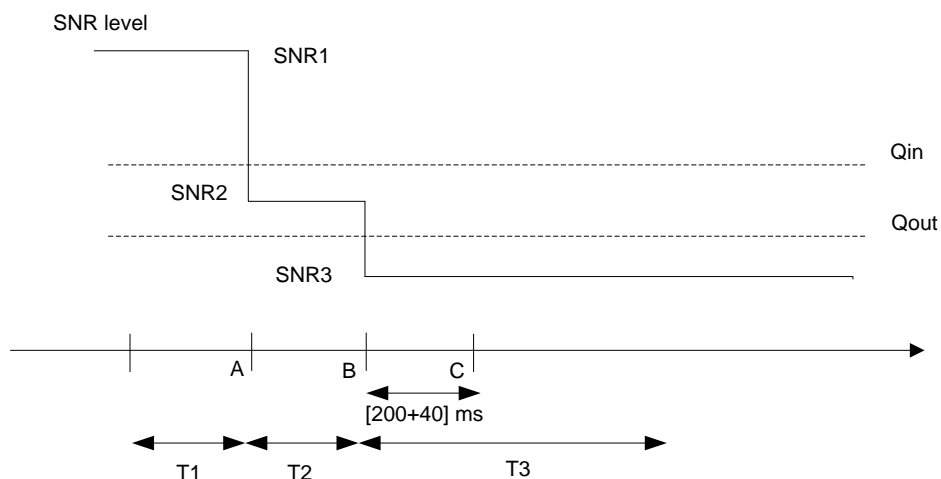 SNR level
SNR1
Qin
SNR2
Qout
SNR3
A
B
C
[200+40] ms
T1
T2
T3